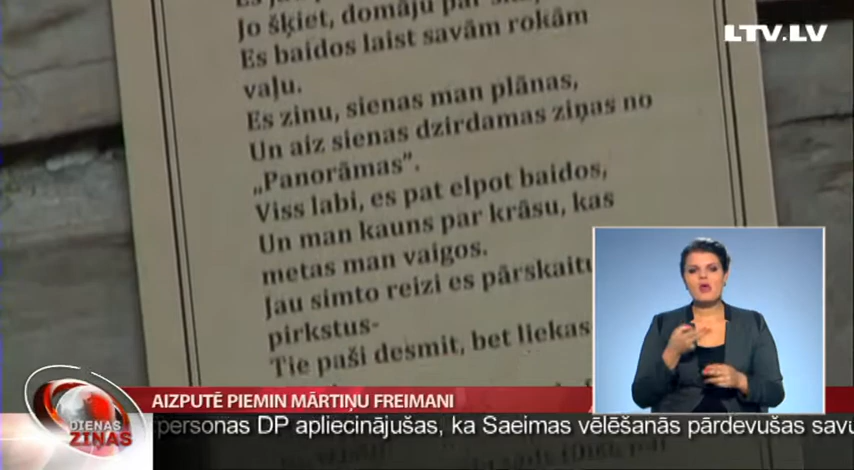 LTV.LV
Jo šķiet, domāju par
Es baidos laist savām rokām
vaļu.
Es zinu, sienas man plānas,
Un aiz sienas dzirdamas ziņas no
„Panorāmas”.
Viss labi, es pat elpot baidos,
Un man kauns par krāsu, kas
metas man vaigos.
Jau simto reizi es pārskaitu
pirkstus-
Tie paši desmit, bet liekas
AIZPUTĒ PIEMIN MĀRTIŅU FREIMANI
DIENAS
ZIŅAS
personas DP apliecinājušas, ka Saeimas vēlēšanās pārdevušas savu